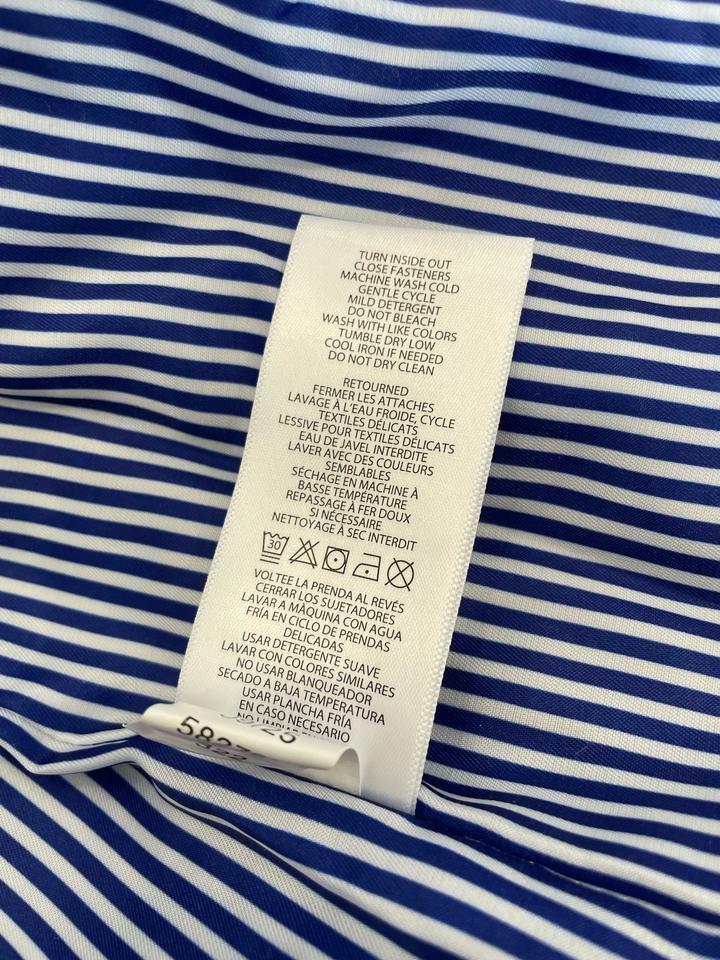 TURN INSIDE OUT
CLOSE FASTENERS
MACHINE WASH COLD
GENTLE CYCLE
MILD DETERGENT
DO NOT BLEACH
WASH WITH LIKE COLORS
TUMBLE DRY LOW
COOL IRON IF NEEDED
DO NOT DRY CLEAN
RETOURNED
FERMER LES ATTACHES
LAVAGE À L'EAU FROIDE, CYCLE
TEXTILES DÉLICATS
LESSIVE POUR TEXTILES DÉLICATS
EAU DE JAVEL INTERDITE
LAVER AVEC DES COULEURS
SEMBLABLES
SÉCHAGE EN MACHINE À
BASSE TEMPÉRATURE
REPASSAGE À FER DOUX
SI NÉCESSAIRE
NETTOYAGE À SEC INTERDIT
30
VOLTEE LA PRENDA AL REVÉS
CERRAR LOS SUJETADORES
LAVAR A MÀQUINA CON AGUA
FRÍA EN CICLO DE PRENDAS
DELICADAS
USAR DETERGENTE SUAVE
LAVAR CON COLORES SIMILARES
NO USAR BLANQUEADOR
SECADO A BAJA TEMPERATURA
USAR PLANCHA FRÍA
EN CASO NECESARIO
NO